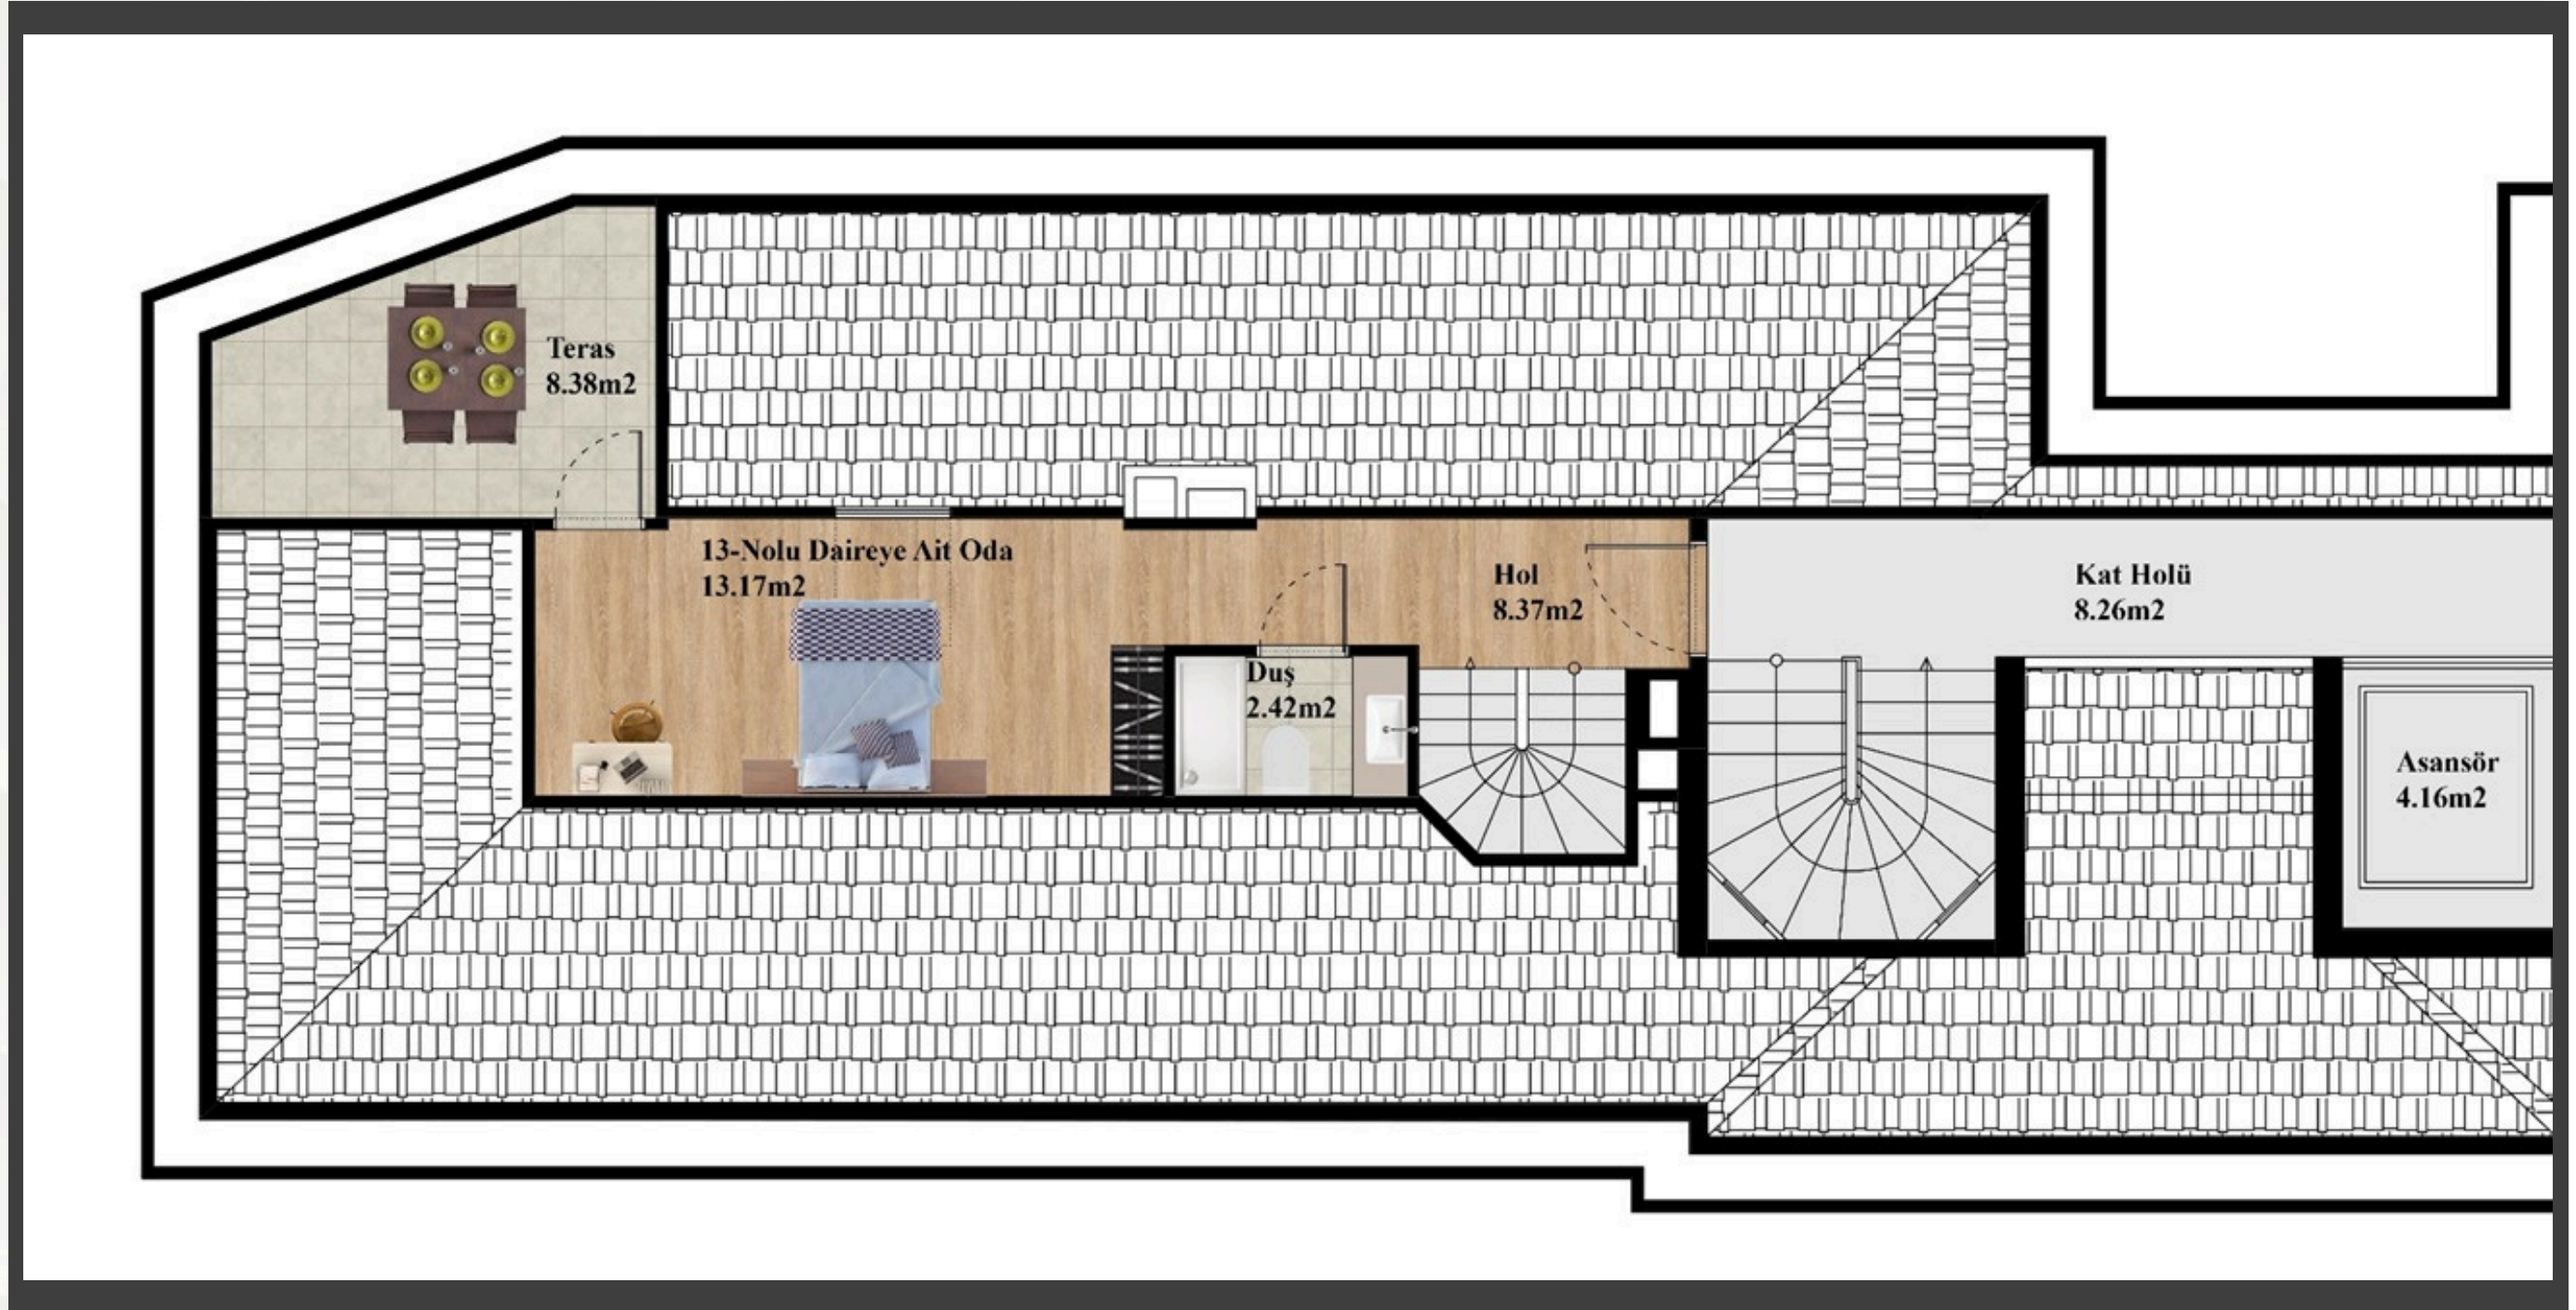 Teras
8.38m2
13-Nolu Daireye Ait Oda
13.17m2
Hol
8.37m2
Kat Holü
8.26m2
Duş
2.42m2
Asansör
4.16m2